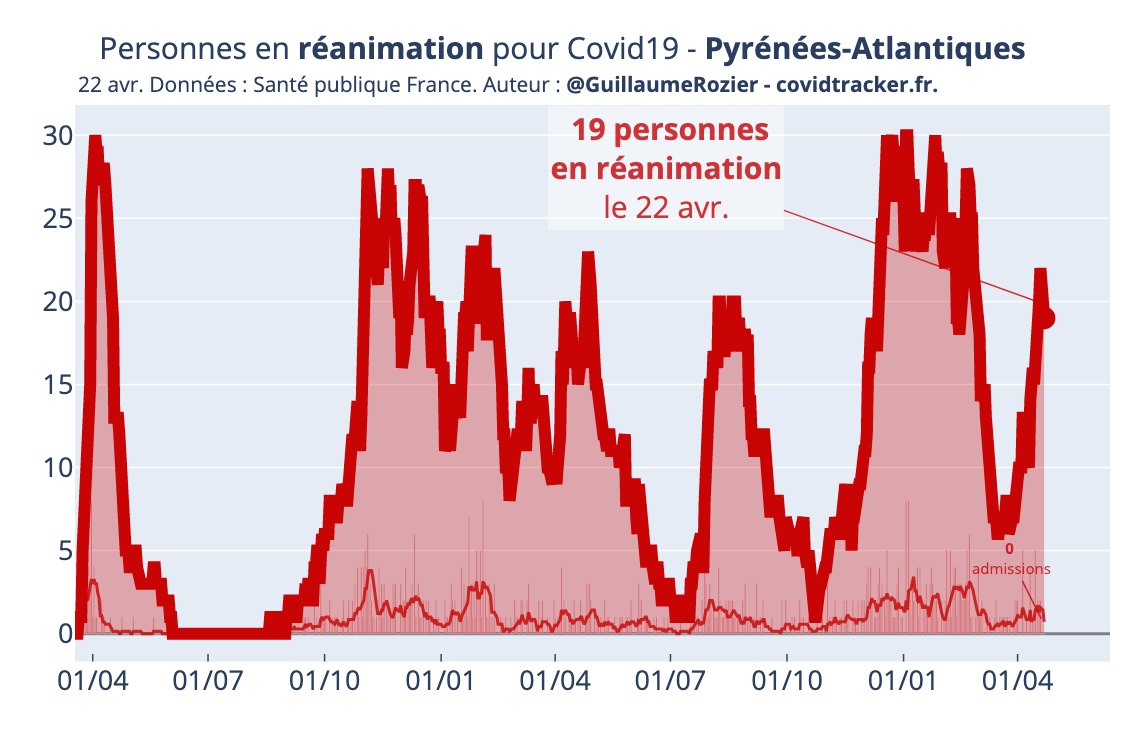 Personnes en réanimation pour Covid19 - Pyrénées-Atlantiques
22 avr. Données : Santé publique France. Auteur : @GuillaumeRozier - covidtracker.fr.
19 personnes
en réanimation
le 22 avr.
30
25
20
15
10
5
0
0
admissions
01/04
01/07
01/10
01/01
01/04
01/07
01/10
01/01
01/04